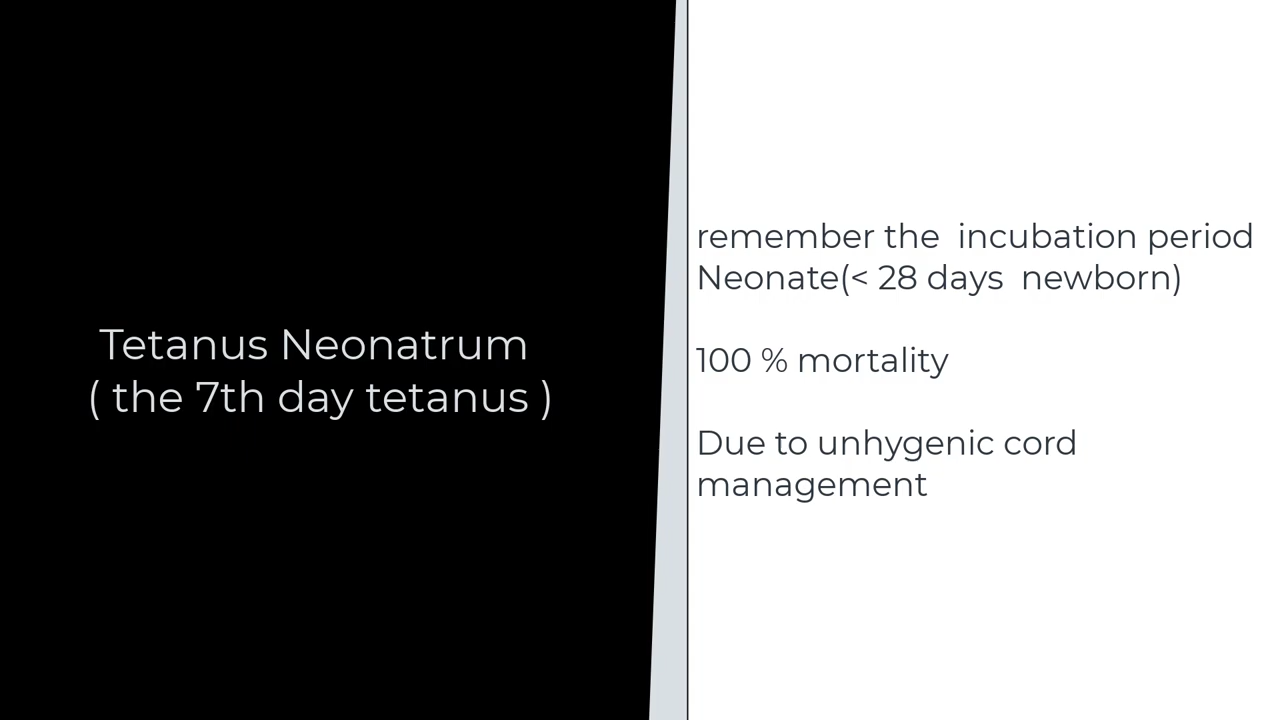 Tetanus Neonatrum
( the 7th day tetanus )
remember the  incubation period
Neonate(< 28 days  newborn)
100 % mortality
Due to unhygenic cord
management